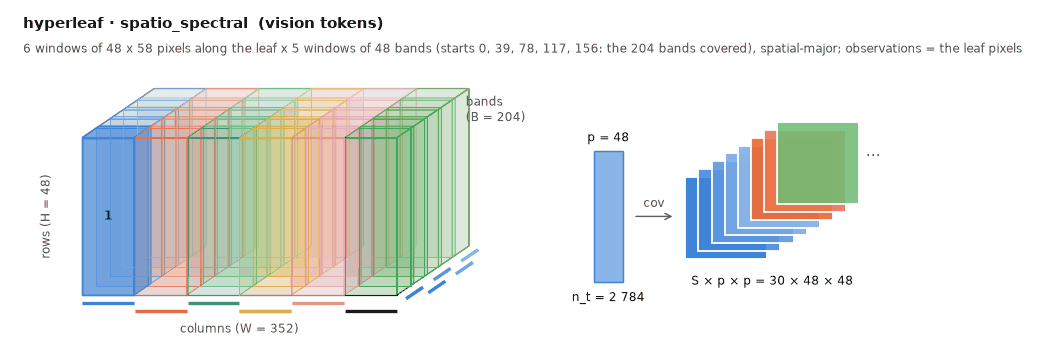 hyperleaf · spatio_spectral (vision tokens)
6 windows of 48 x 58 pixels along the leaf x 5 windows of 48 bands (starts 0, 39, 78, 117, 156: the 204 bands covered), spatial-major; observations = the leaf pixels
bands
(B = 204)
rows (H = 48)
1
columns (W = 352)
p = 48
cov
...
n_t = 2 784
S × p × p = 30 × 48 × 48